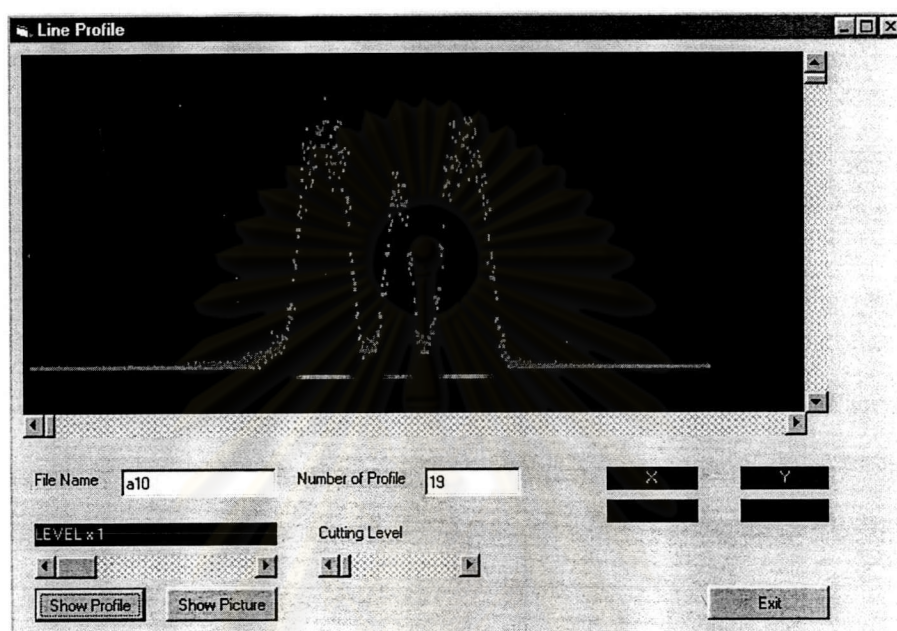 Line Profile
File Name a10 Number of Profile 19 X Y
LEVEL x 1 Cutting Level
Show Profile Show Picture Exit